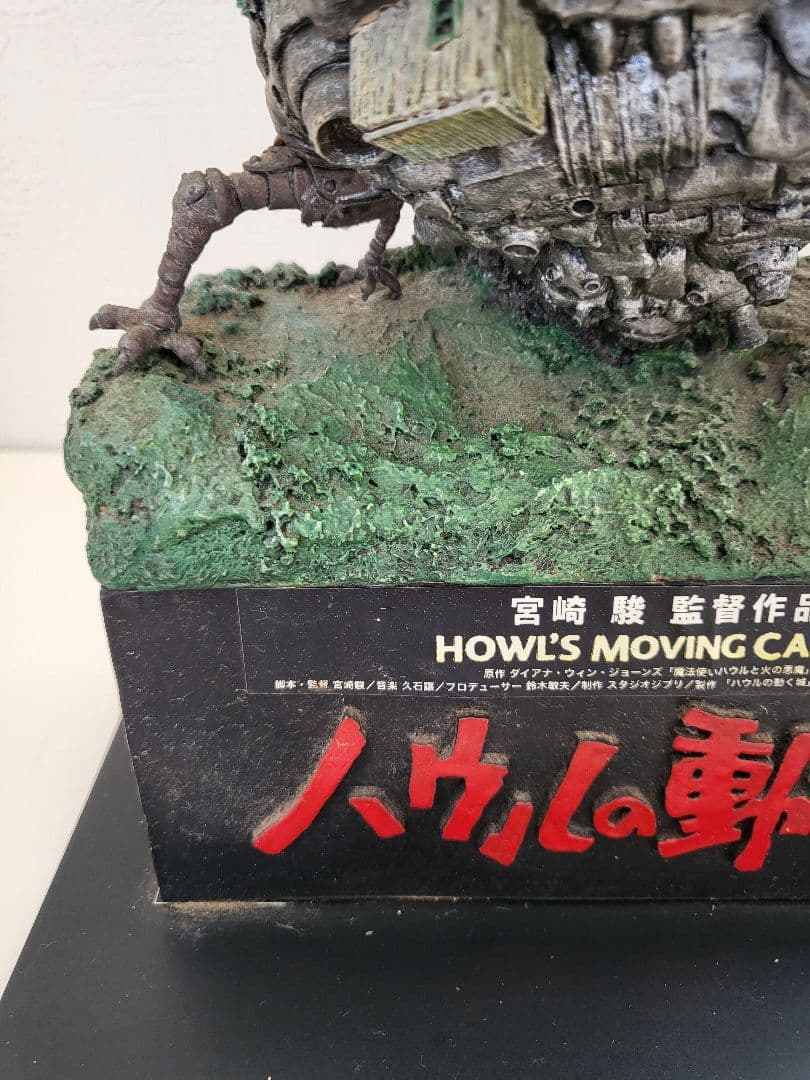 宮崎 駿 監督作品
HOWL'S MOVING CA
原作 ダイアナ・ウィン・ジョーンズ「魔法使いハウルと火の悪魔」
脚本・監督 宮崎駿／音楽 久石譲／プロデューサー 鈴木敏夫／制作 スタジオジブリ／製作 「ハウルの動く城」
ハウルの動